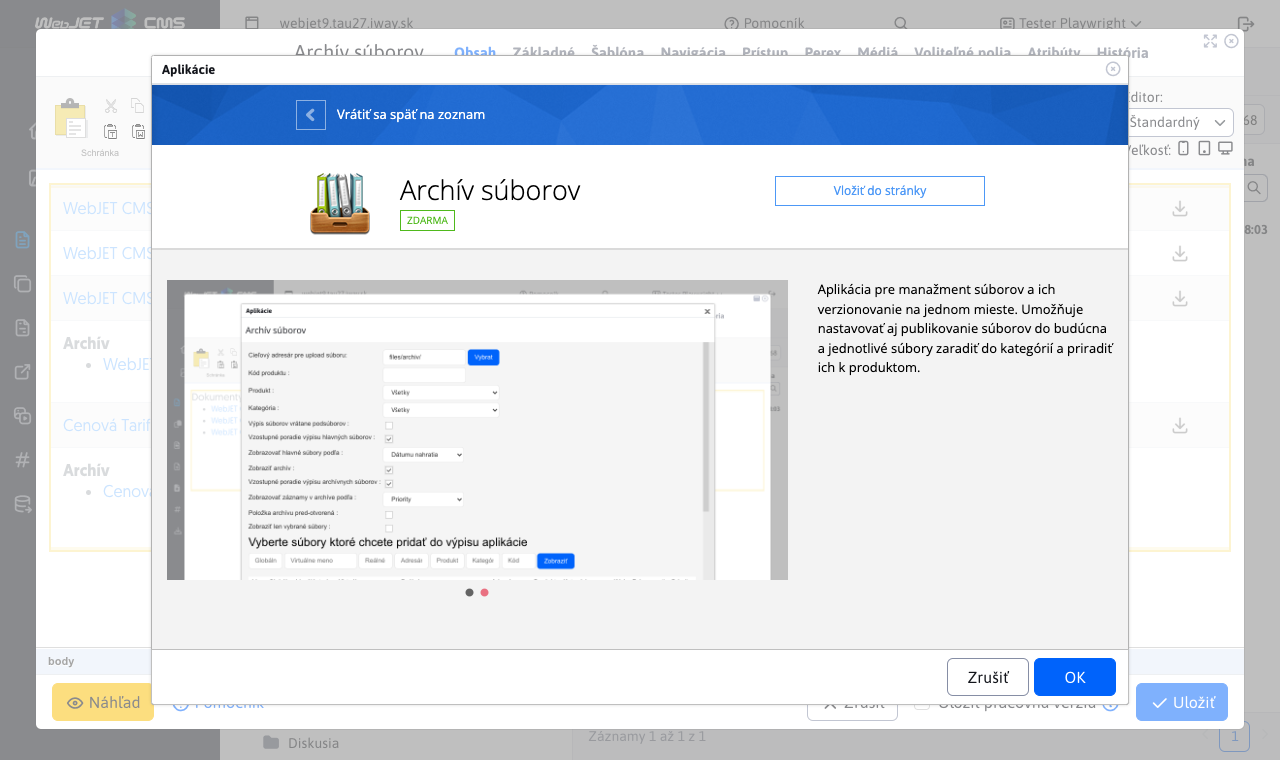 WebJET CMS
webjet9.tau27.iway.sk
Pomocník
Tester Playwright
Archív súborov
Obsah Základné Šablóna Navigácia Prístup Perex Médiá Voliteľné polia Atribúty História
Aplikácie
Vrátiť sa späť na zoznam
Archív súborov
ZDARMA
Vložiť do stránky
Aplikácia pre manažment súborov a ich
verzionovanie na jednom mieste. Umožňuje
nastavovať aj publikovanie súborov do budúcna
a jednotlivé súbory zaradiť do kategórií a priradiť
ich k produktom.
Aplikácie
Archív súborov
Cieľový adresár pre upload súboru: files/archiv/ Vybrať
Kód produktu :
Produkt : Všetky
Kategória : Všetky
Výpis súborov vrátane podsúborov :
Vzostupné poradie výpisu hlavných súborov :
Zobrazovať hlavné súbory podľa : Dátumu nahratia
Zobraziť archív :
Vzostupné poradie výpisu archívnych súborov :
Zobrazovať záznamy v archíve podľa : Priority
Položka archívu pred-otvorená :
Zobraziť len vybrané súbery :
Vyberte súbory ktoré chcete pridať do výpisu aplikácie
Globáln Virtuálne meno Reálne Adresár Produkt Kategór Kód Zobraziť
Schránka
Editor:
Štandardný
Veľkosť:
68
8:03
WebJET CMS
WebJET CMS
WebJET CMS
Archív
WebJET
Cenová Tarif
Archív
Cenová
body
Zrušiť
OK
Náhľad
Pomocník
Zrušiť
Uložiť pracovnú verziu
Uložiť
Diskusia
Záznamy 1 až 1 z 1
1